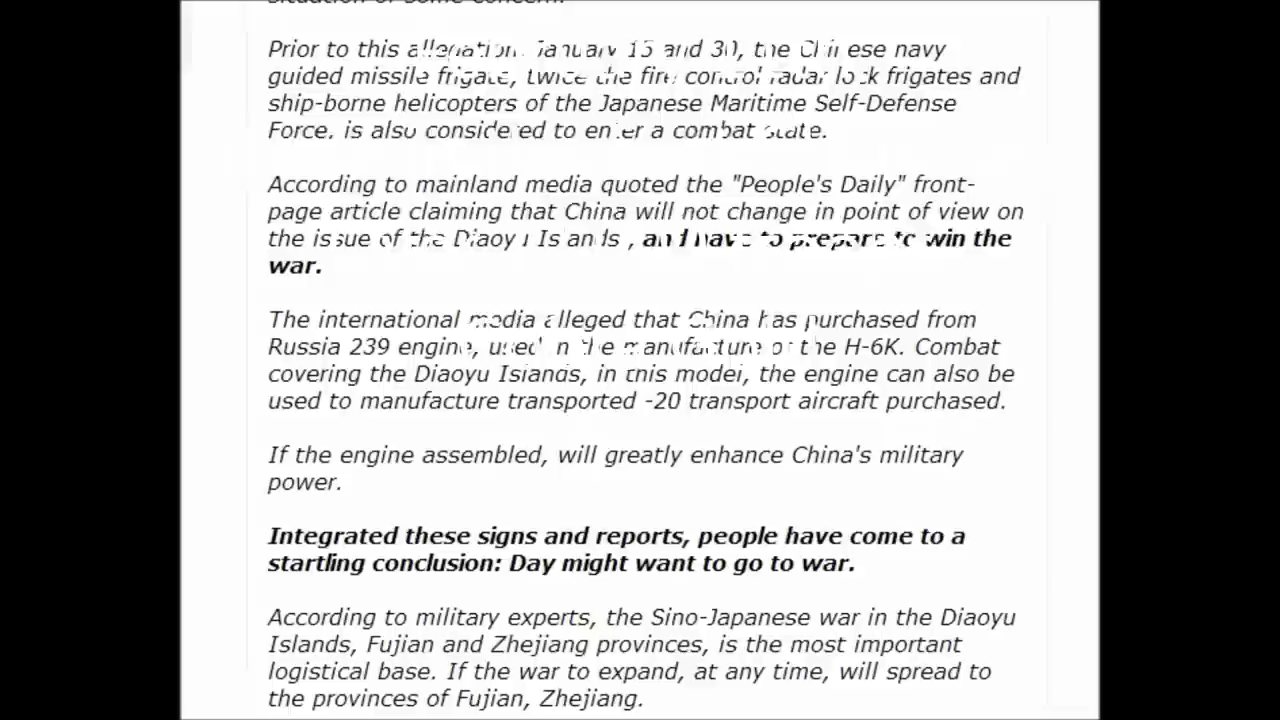 situation of some concern.
Prior to this allegation, January 15 and 30, the Chinese navy
guided missile frigate, twice the fire control radar lock frigates and
ship-borne helicopters of the Japanese Maritime Self-Defense
Force, is also considered to enter a combat state.
According to mainland media quoted the "People's Daily" front-
page article claiming that China will not change in point of view on
the issue of the Diaoyu Islands , and have to prepare to win the
war.
The international media alleged that China has purchased from
Russia 239 engine, used in the manufacture of the H-6K. Combat
covering the Diaoyu Islands, in this model, the engine can also be
used to manufacture transported -20 transport aircraft purchased.
If the engine assembled, will greatly enhance China's military
power.
Integrated these signs and reports, people have come to a
startling conclusion: Day might want to go to war.
According to military experts, the Sino-Japanese war in the Diaoyu
Islands, Fujian and Zhejiang provinces, is the most important
logistical base. If the war to expand, at any time, will spread to
the provinces of Fujian, Zhejiang.